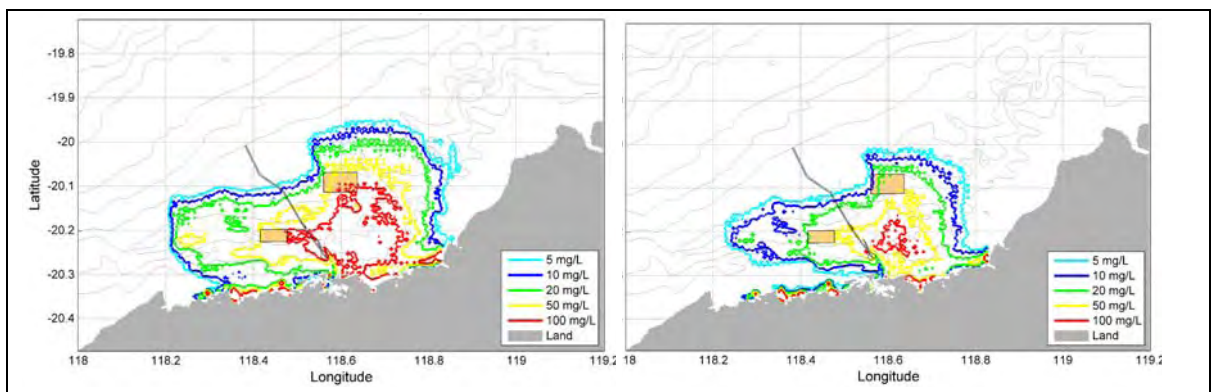 -19.8
-19.9
-20
-20.1
-20.2
-20.3
-20.4
Latitude
118 118.2 118.4 118.6 118.8 119 119.2
Longitude
5 mg/L
10 mg/L
20 mg/L
50 mg/L
100 mg/L
Land
118 118.2 118.4 118.6 118.8 119 119.2
Longitude
5 mg/L
10 mg/L
20 mg/L
50 mg/L
100 mg/L
Land